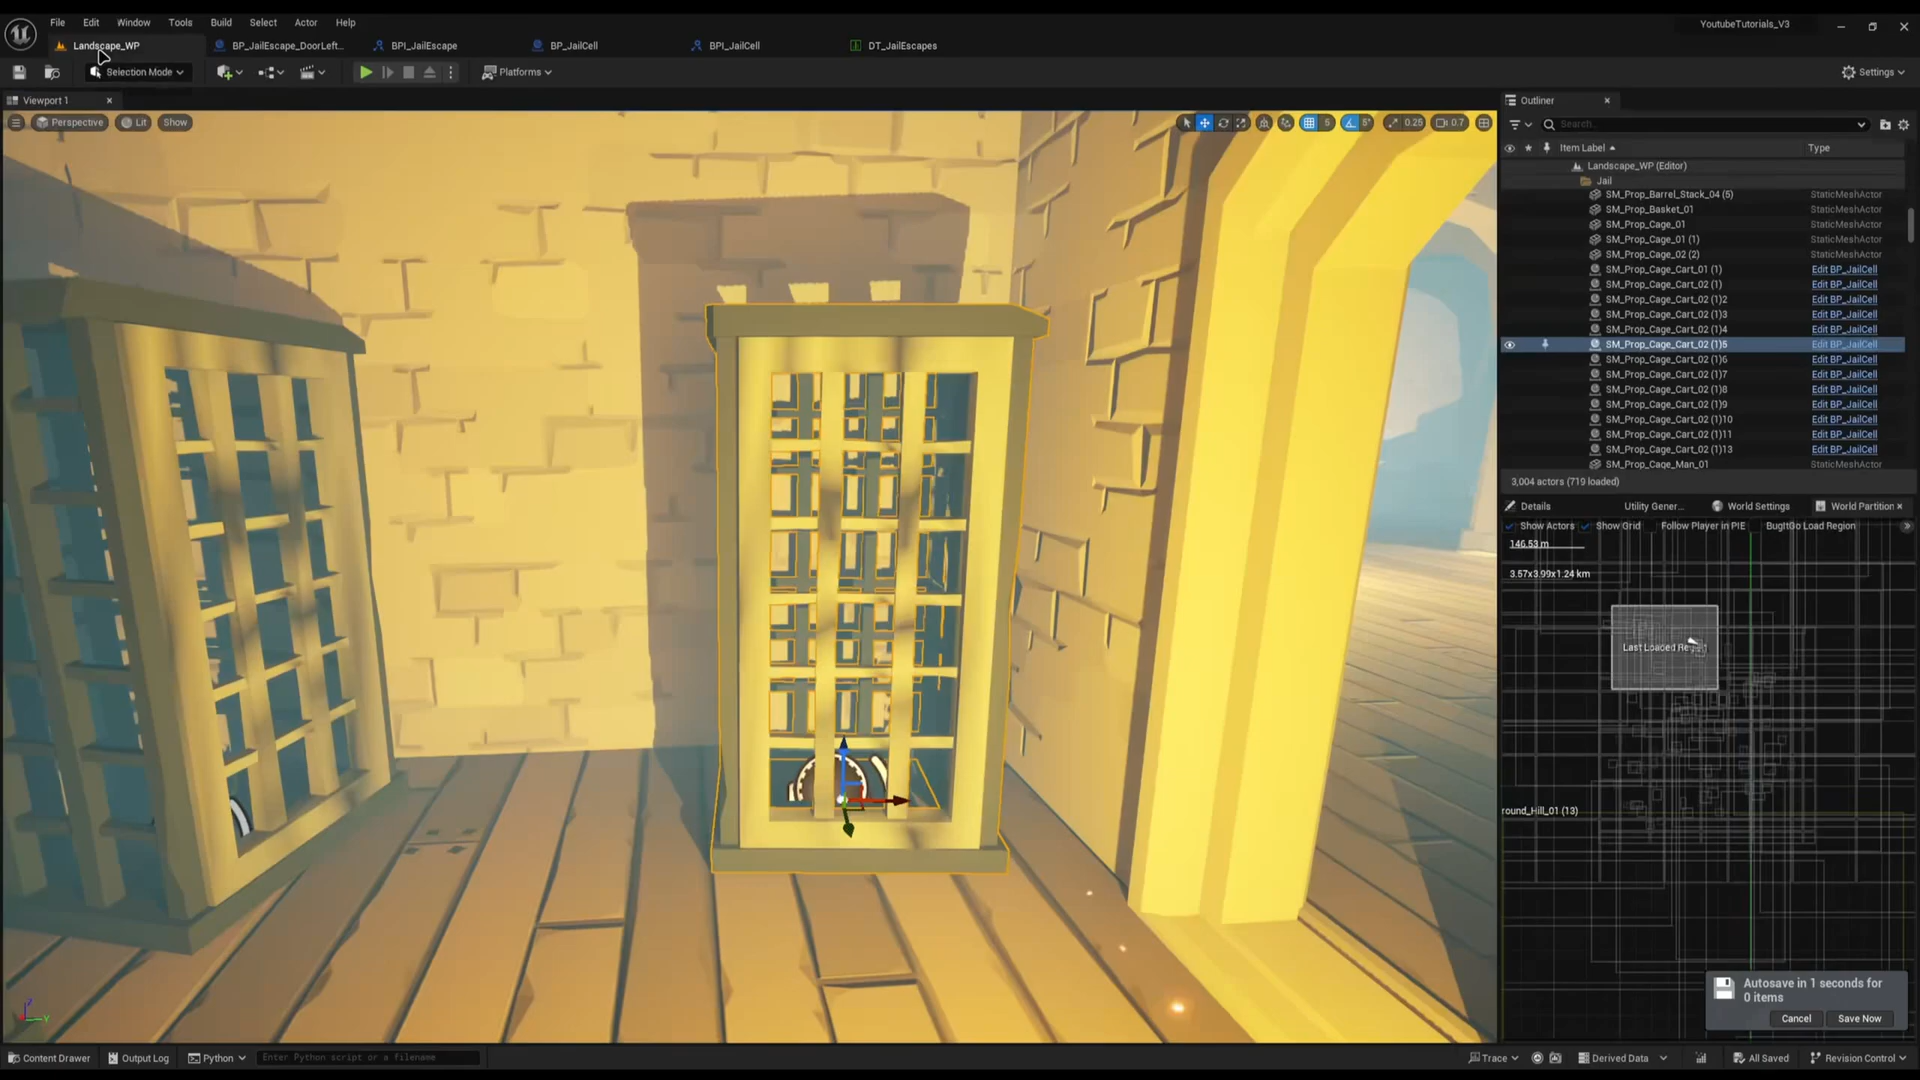 File Edit Window Tools Build Select Actor Help
YoutubeTutorials_V3
Landscape_WP
BP_JailEscape_DoorLeft...
BPI_JailEscape
BP_JailCell
BPI_JailCell
DT_JailEscapes
Selection Mode
Platforms
Settings
Viewport 1
Perspective
Lit
Show
5
5°
0.25
0.7
Outliner
Search...
Item Label
Type
Landscape_WP (Editor)
Jail
SM_Prop_Barrel_Stack_04 (5) StaticMeshActor
SM_Prop_Basket_01 StaticMeshActor
SM_Prop_Cage_01 StaticMeshActor
SM_Prop_Cage_01 (1) StaticMeshActor
SM_Prop_Cage_02 (2) StaticMeshActor
SM_Prop_Cage_Cart_01 (1) Edit BP_JailCell
SM_Prop_Cage_Cart_02 (1) Edit BP_JailCell
SM_Prop_Cage_Cart_02 (1)2 Edit BP_JailCell
SM_Prop_Cage_Cart_02 (1)3 Edit BP_JailCell
SM_Prop_Cage_Cart_02 (1)4 Edit BP_JailCell
SM_Prop_Cage_Cart_02 (1)5 Edit BP_JailCell
SM_Prop_Cage_Cart_02 (1)6 Edit BP_JailCell
SM_Prop_Cage_Cart_02 (1)7 Edit BP_JailCell
SM_Prop_Cage_Cart_02 (1)8 Edit BP_JailCell
SM_Prop_Cage_Cart_02 (1)9 Edit BP_JailCell
SM_Prop_Cage_Cart_02 (1)10 Edit BP_JailCell
SM_Prop_Cage_Cart_02 (1)11 Edit BP_JailCell
SM_Prop_Cage_Cart_02 (1)13 Edit BP_JailCell
SM_Prop_Cage_Man_01 StaticMeshActor
3,004 actors (719 loaded)
Details
Utility Gener...
World Settings
World Partition
Show Actors
Show Grid
Follow Player in PIE
BugItGo Load Region
146.53 m
3.57x3.99x1.24 km
Last Loaded
round_Hill_01 (13)
Autosave in 1 seconds for
0 items
Cancel
Save Now
Content Drawer
Output Log
Python
Enter Python script or a filename
Trace
Derived Data
All Saved
Revision Control